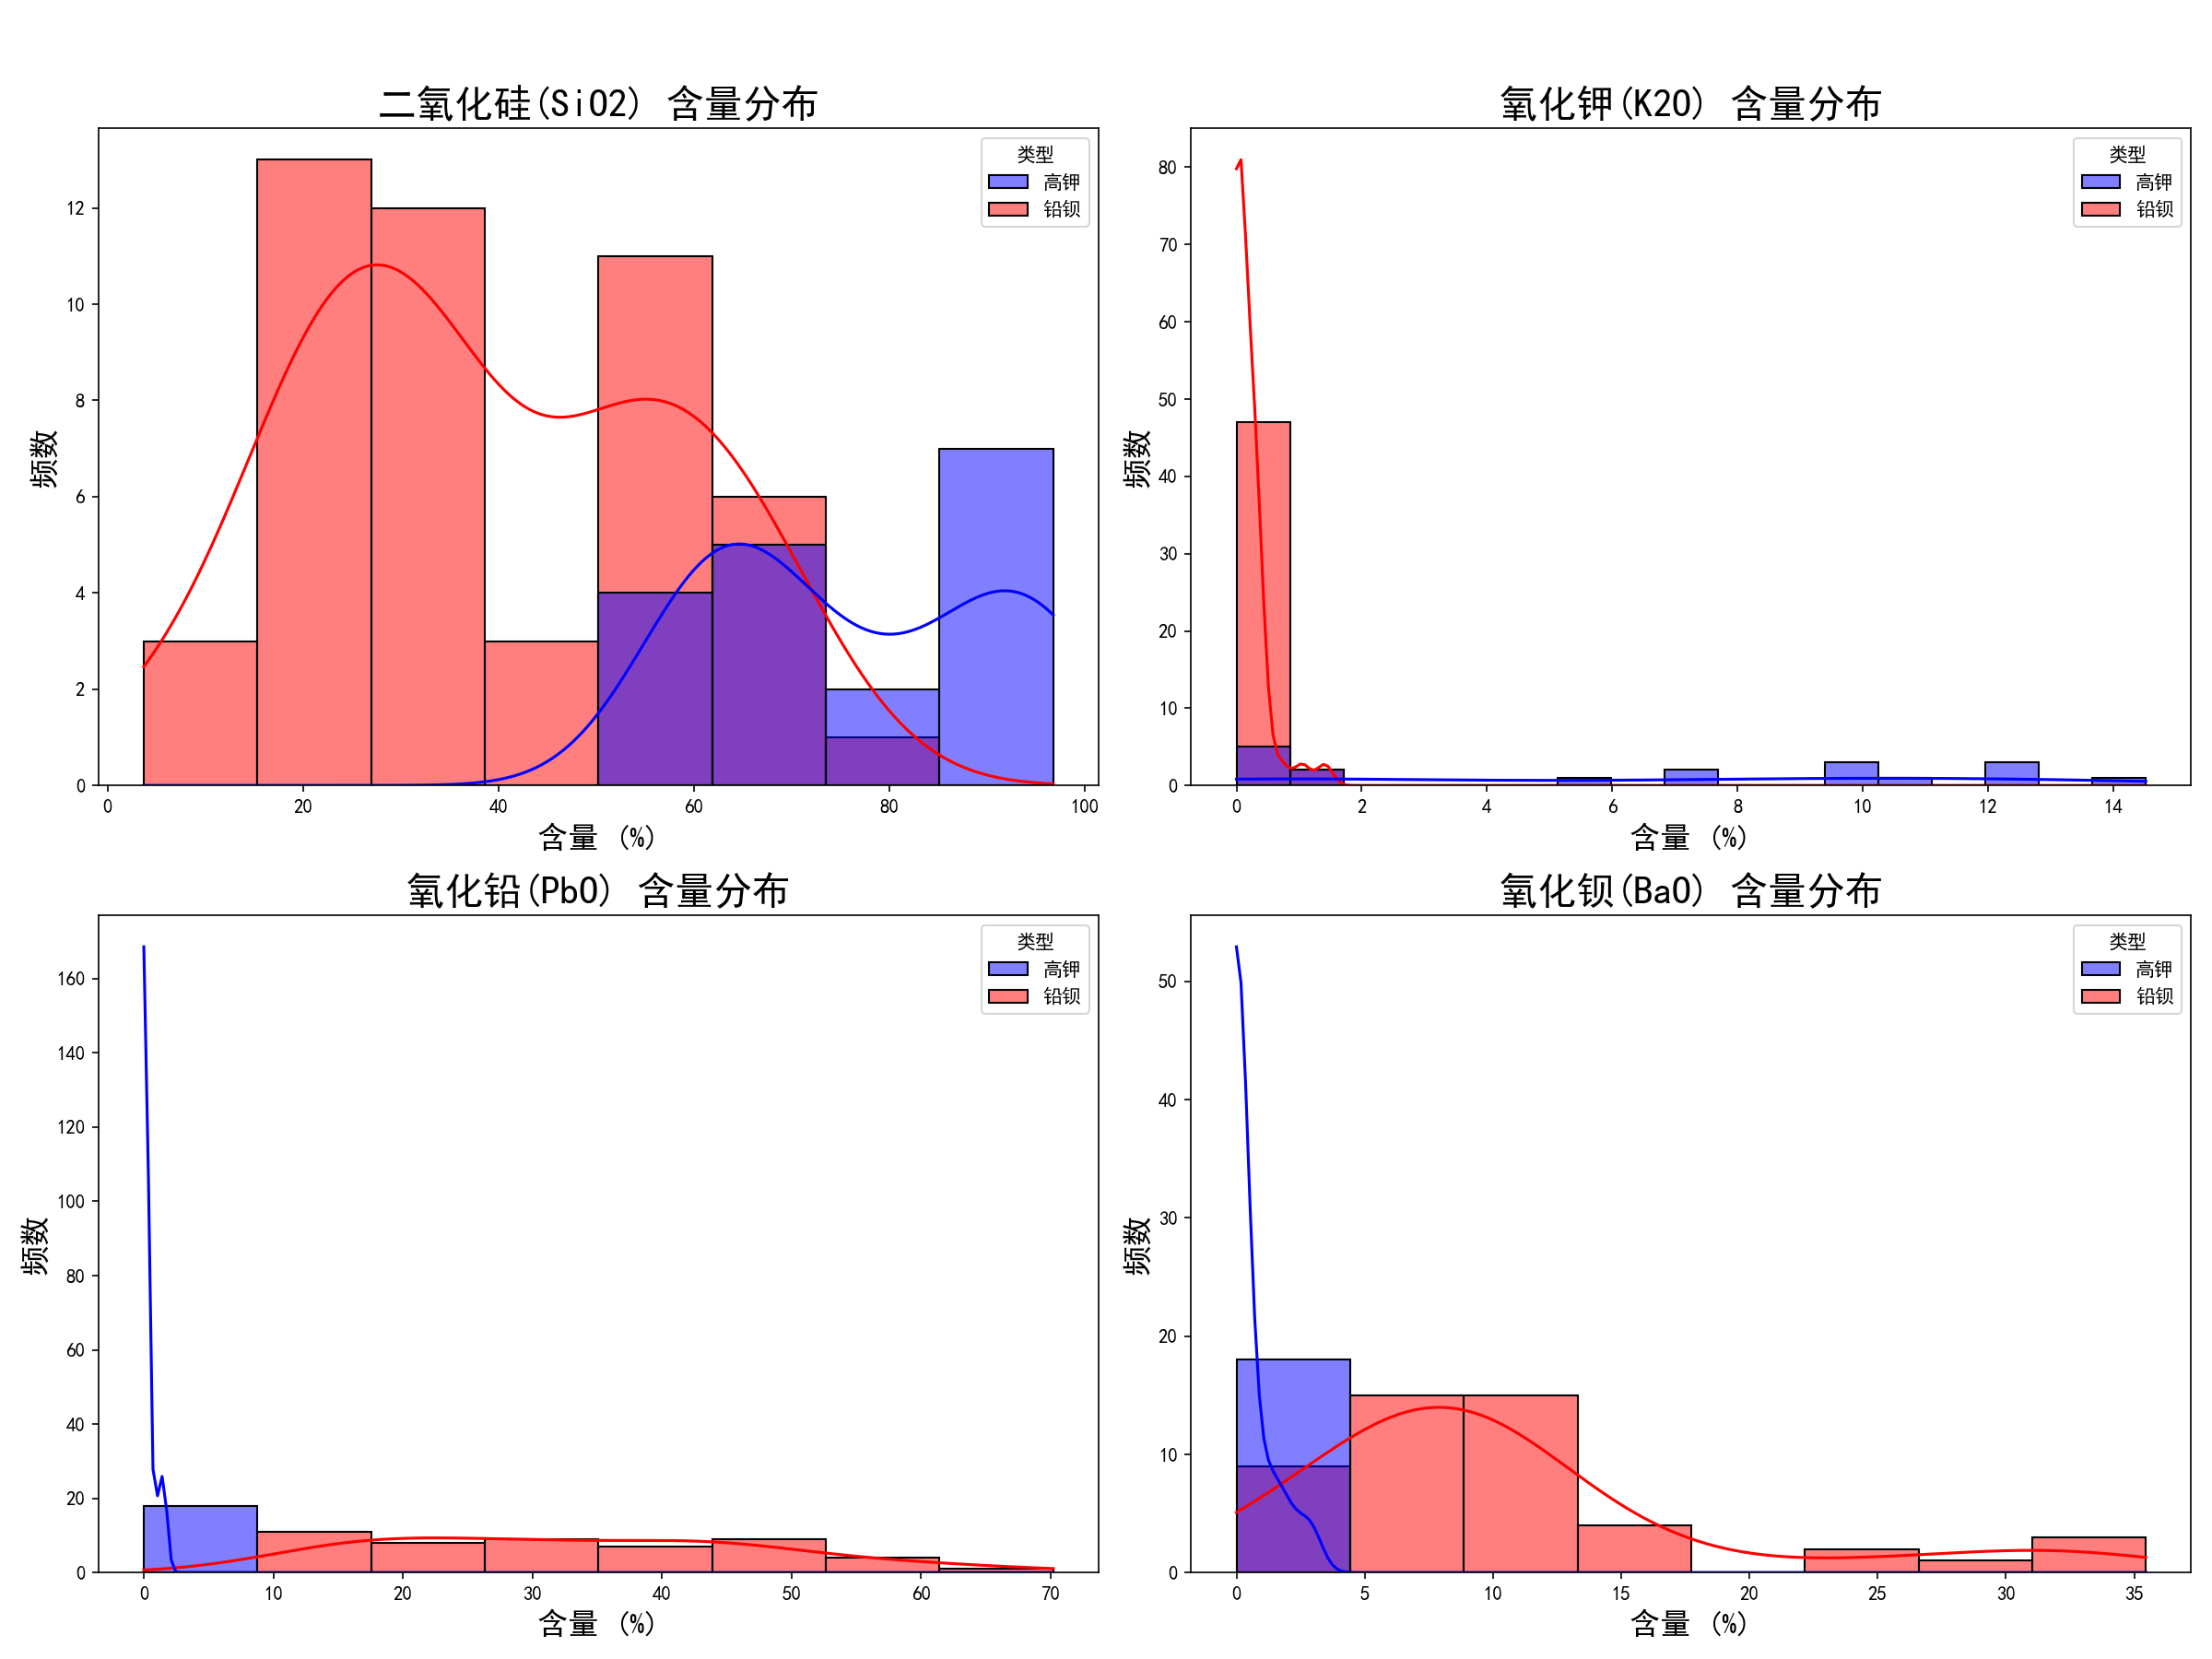 二氧化硅(SiO2) 含量分布
频数
12
10
8
6
4
2
0
0 20 40 60 80 100
含量 (%)
类型
高钾
铅钡
氧化钾(K2O) 含量分布
频数
80
70
60
50
40
30
20
10
0
0 2 4 6 8 10 12 14
含量 (%)
类型
高钾
铅钡
氧化铅(PbO) 含量分布
频数
160
140
120
100
80
60
40
20
0
0 10 20 30 40 50 60 70
含量 (%)
类型
高钾
铅钡
氧化钡(BaO) 含量分布
频数
50
40
30
20
10
0
0 5 10 15 20 25 30 35
含量 (%)
类型
高钾
铅钡